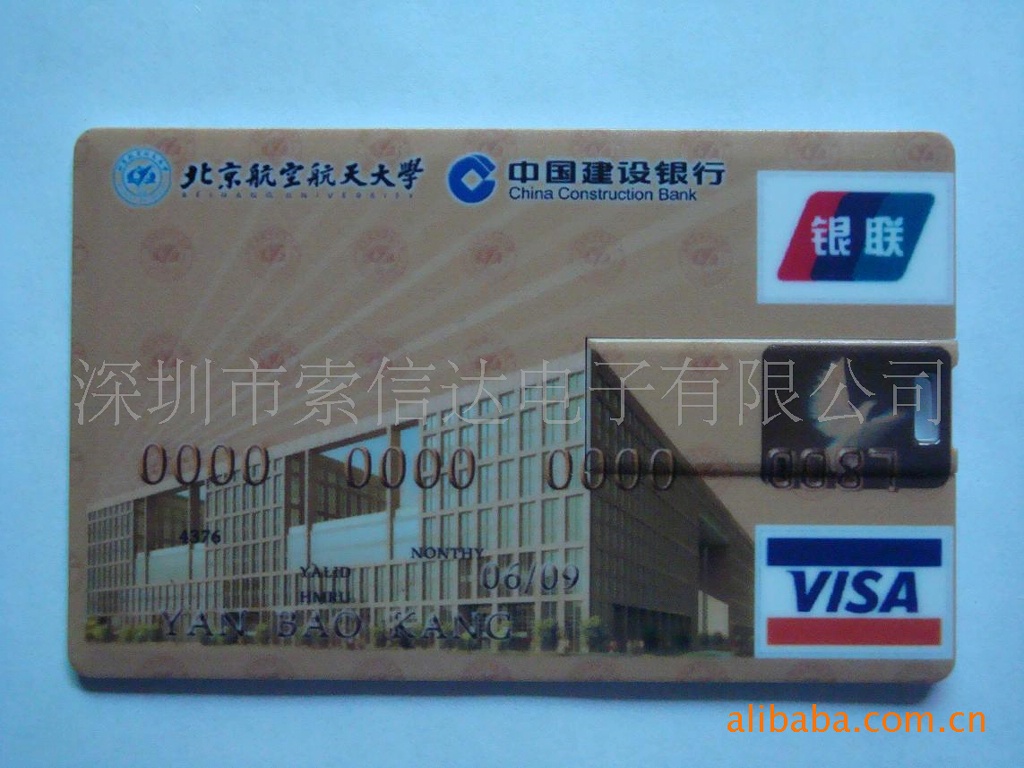 北京航空航天大學
BEIHANG UNIVERSITY
中国建设银行
China Construction Bank
银联
深圳市索信达电子有限公司
0000 0000 0000 0087
4376
NONTHY
VALID
06/09
YAN BAO KANG
VISA
alibaba.com.cn